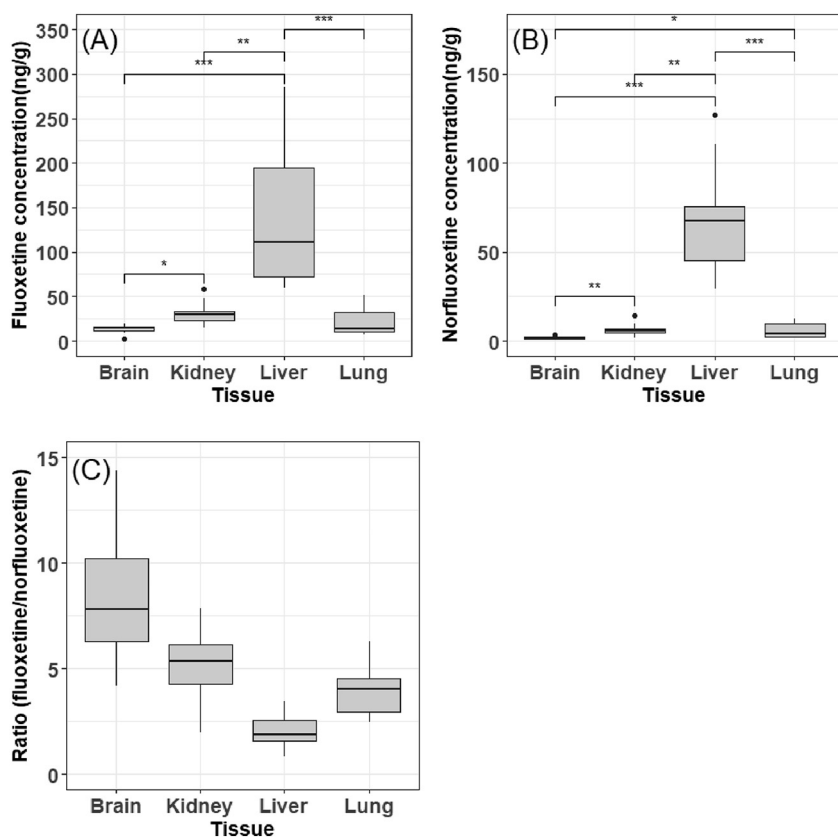 (A)
Fluoxetine concentration(ng/g)
350
300
250
200
150
100
50
0
***
**
***
*
Brain Kidney Liver Lung
Tissue
(B)
Norfluoxetine concentration(ng/g)
150
100
50
0
*
***
**
***
**
Brain Kidney Liver Lung
Tissue
(C)
Ratio (fluoxetine/norfluoxetine)
15
10
5
0
Brain Kidney Liver Lung
Tissue